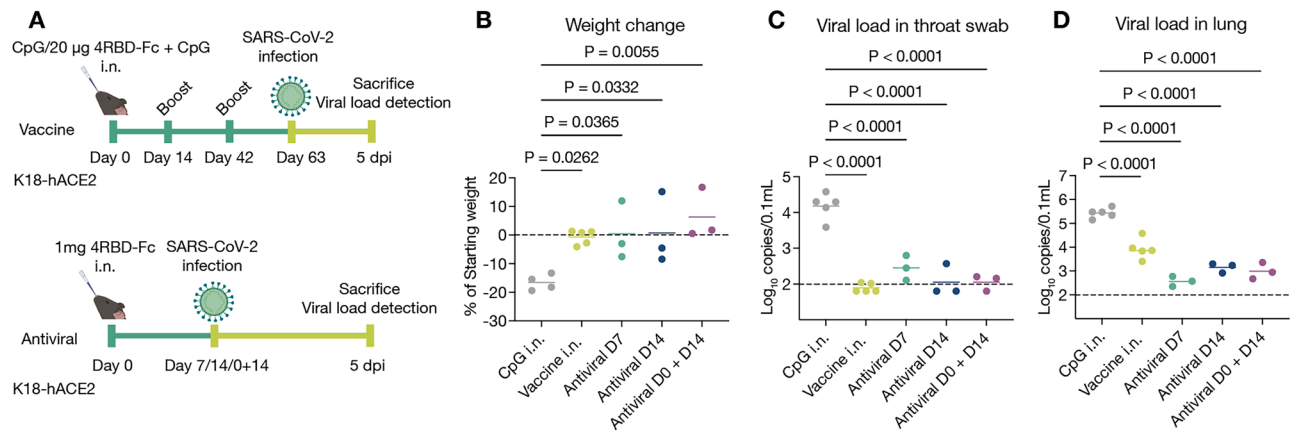 A
CpG/20 µg 4RBD-Fc + CpG
i.n.
SARS-CoV-2
infection
Boost
Boost
Sacrifice
Viral load detection
Vaccine
Day 0
Day 14
Day 42
Day 63
5 dpi
K18-hACE2
1mg 4RBD-Fc
i.n.
SARS-CoV-2
infection
Sacrifice
Viral load detection
Antiviral
Day 0
Day 7/14/0+14
5 dpi
K18-hACE2
B
Weight change
P = 0.0055
P = 0.0332
P = 0.0365
P = 0.0262
% of Starting weight
20
10
0
-10
-20
-30
CpG i.n.
Vaccine i.n.
Antiviral D7
Antiviral D14
Antiviral D0 + D14
C
Viral load in throat swab
P < 0.0001
P < 0.0001
P < 0.0001
P < 0.0001
Log10 copies/0.1mL
5
4
3
2
CpG i.n.
Vaccine i.n.
Antiviral D7
Antiviral D14
Antiviral D0 + D14
D
Viral load in lung
P < 0.0001
P < 0.0001
P < 0.0001
P < 0.0001
Log10 copies/0.1mL
7
6
5
4
3
2
CpG i.n.
Vaccine i.n.
Antiviral D7
Antiviral D14
Antiviral D0 + D14